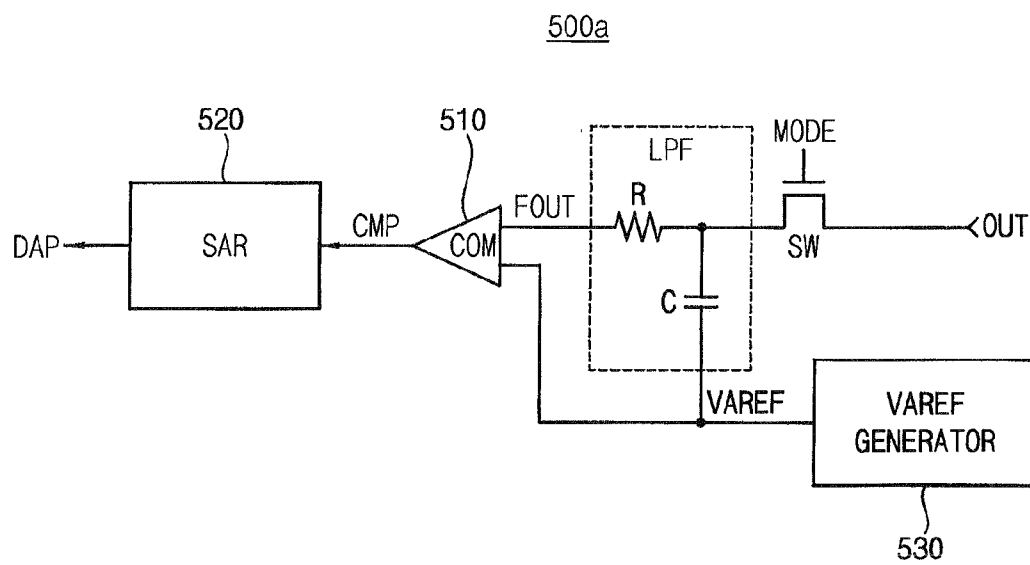 500a
520
510
MODE
LPF
R
FOUT
CMP
COM
DAP
SAR
SW
OUT
C
VAREF
VAREF
GENERATOR
530